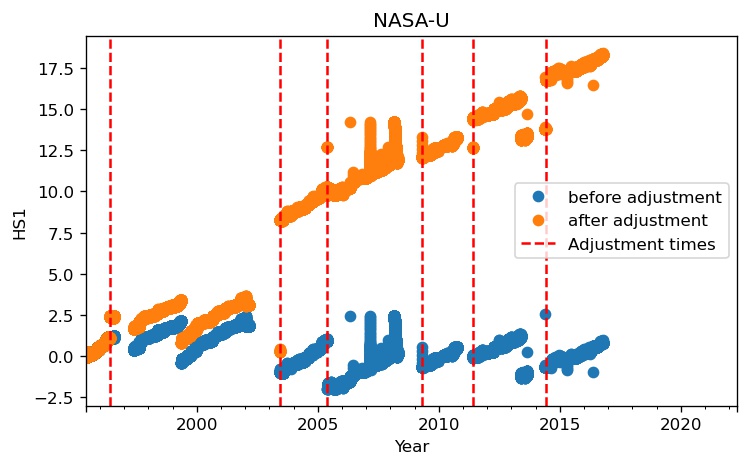 NASA-U
17.5
15.0
12.5
10.0
7.5
5.0
2.5
0.0
−2.5
HS1
before adjustment
after adjustment
Adjustment times
2000 2005 2010 2015 2020
Year